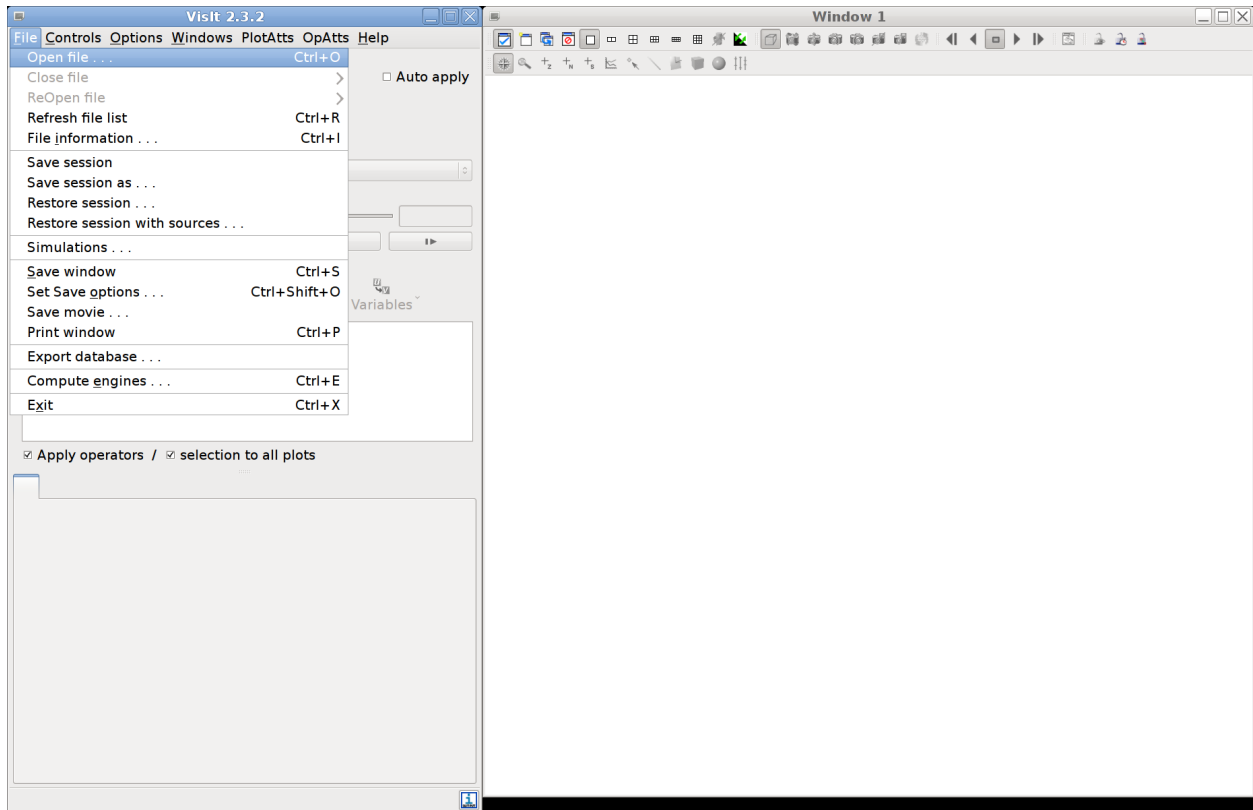 VisIt 2.3.2
Window 1
File Controls Options Windows PlotAtts OpAtts Help
Open file . . . Ctrl+O
Close file
Auto apply
ReOpen file
Refresh file list Ctrl+R
File information . . . Ctrl+I
Save session
Save session as . . .
Restore session . . .
Restore session with sources . . .
Simulations . . .
Save window Ctrl+S
Set Save options . . . Ctrl+Shift+O
Variables
Save movie . . .
Print window Ctrl+P
Export database . . .
Compute engines . . . Ctrl+E
Exit Ctrl+X
Apply operators / selection to all plots